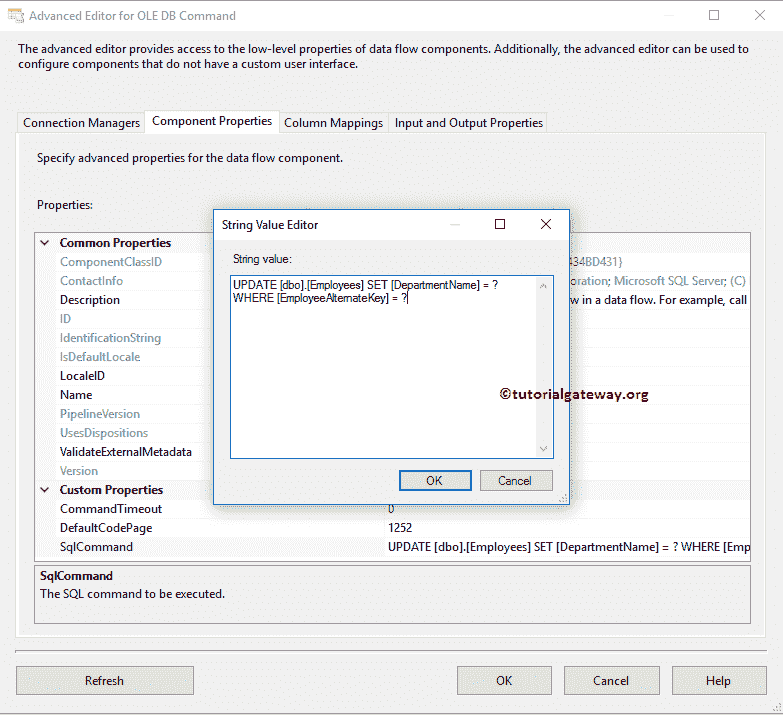 Advanced Editor for OLE DB Command
The advanced editor provides access to the low-level properties of data flow components. Additionally, the advanced editor can be used to
configure components that do not have a custom user interface.
Connection Managers Component Properties Column Mappings Input and Output Properties
Specify advanced properties for the data flow component.
Properties:
String Value Editor
String value:
UPDATE [dbo].[Employees] SET [DepartmentName] = ?
WHERE [EmployeeAlternateKey] = ?
©tutorialgateway.org
OK Cancel
Common Properties
ComponentClassID 434BD431}
ContactInfo oration; Microsoft SQL Server; (C)
Description w in a data flow. For example, call
ID
IdentificationString
IsDefaultLocale
LocaleID
Name
PipelineVersion
UsesDispositions
ValidateExternalMetadata
Version
Custom Properties
CommandTimeout 0
DefaultCodePage 1252
SqlCommand UPDATE [dbo].[Employees] SET [DepartmentName] = ? WHERE [Emp
SqlCommand
The SQL command to be executed.
Refresh OK Cancel Help